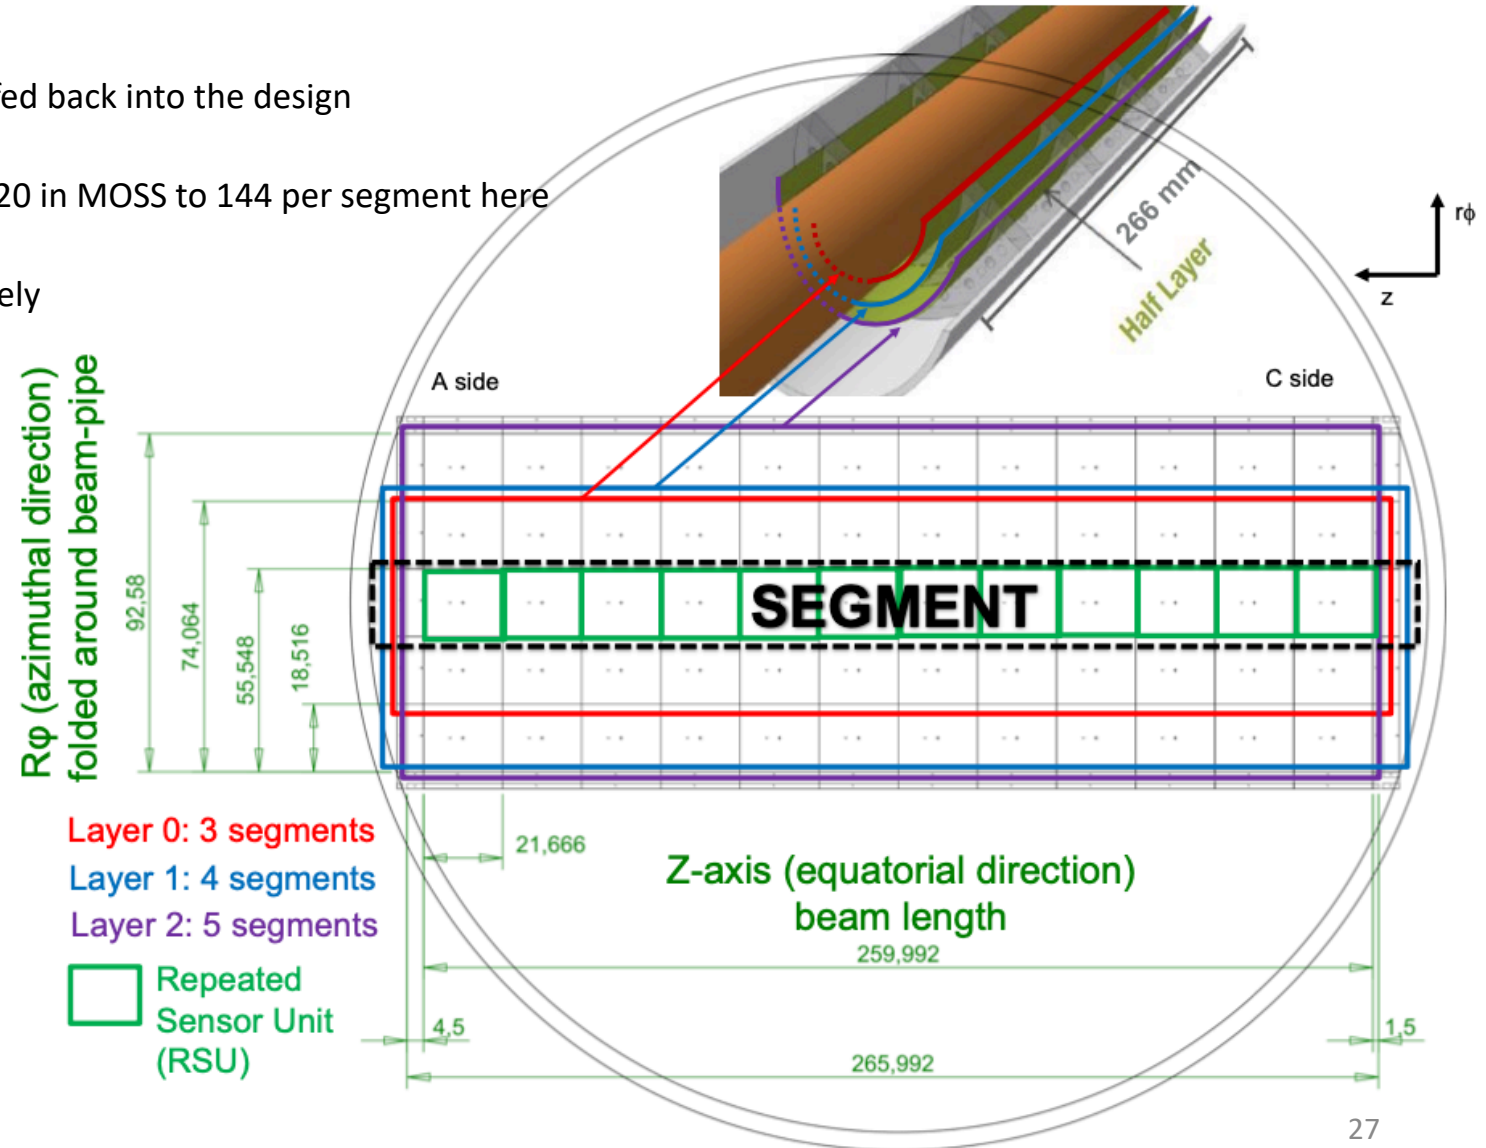 fed back into the design
20 in MOSS to 144 per segment here
ely
266 mm
Half Layer
rϕ
z
A side
C side
Rφ (azimuthal direction)
folded around beam-pipe
92,58
74,064
55,548
18,516
SEGMENT
Layer 0: 3 segments
Layer 1: 4 segments
Layer 2: 5 segments
Repeated
Sensor Unit
(RSU)
21,666
Z-axis (equatorial direction)
beam length
259,992
4,5
1,5
265,992
27